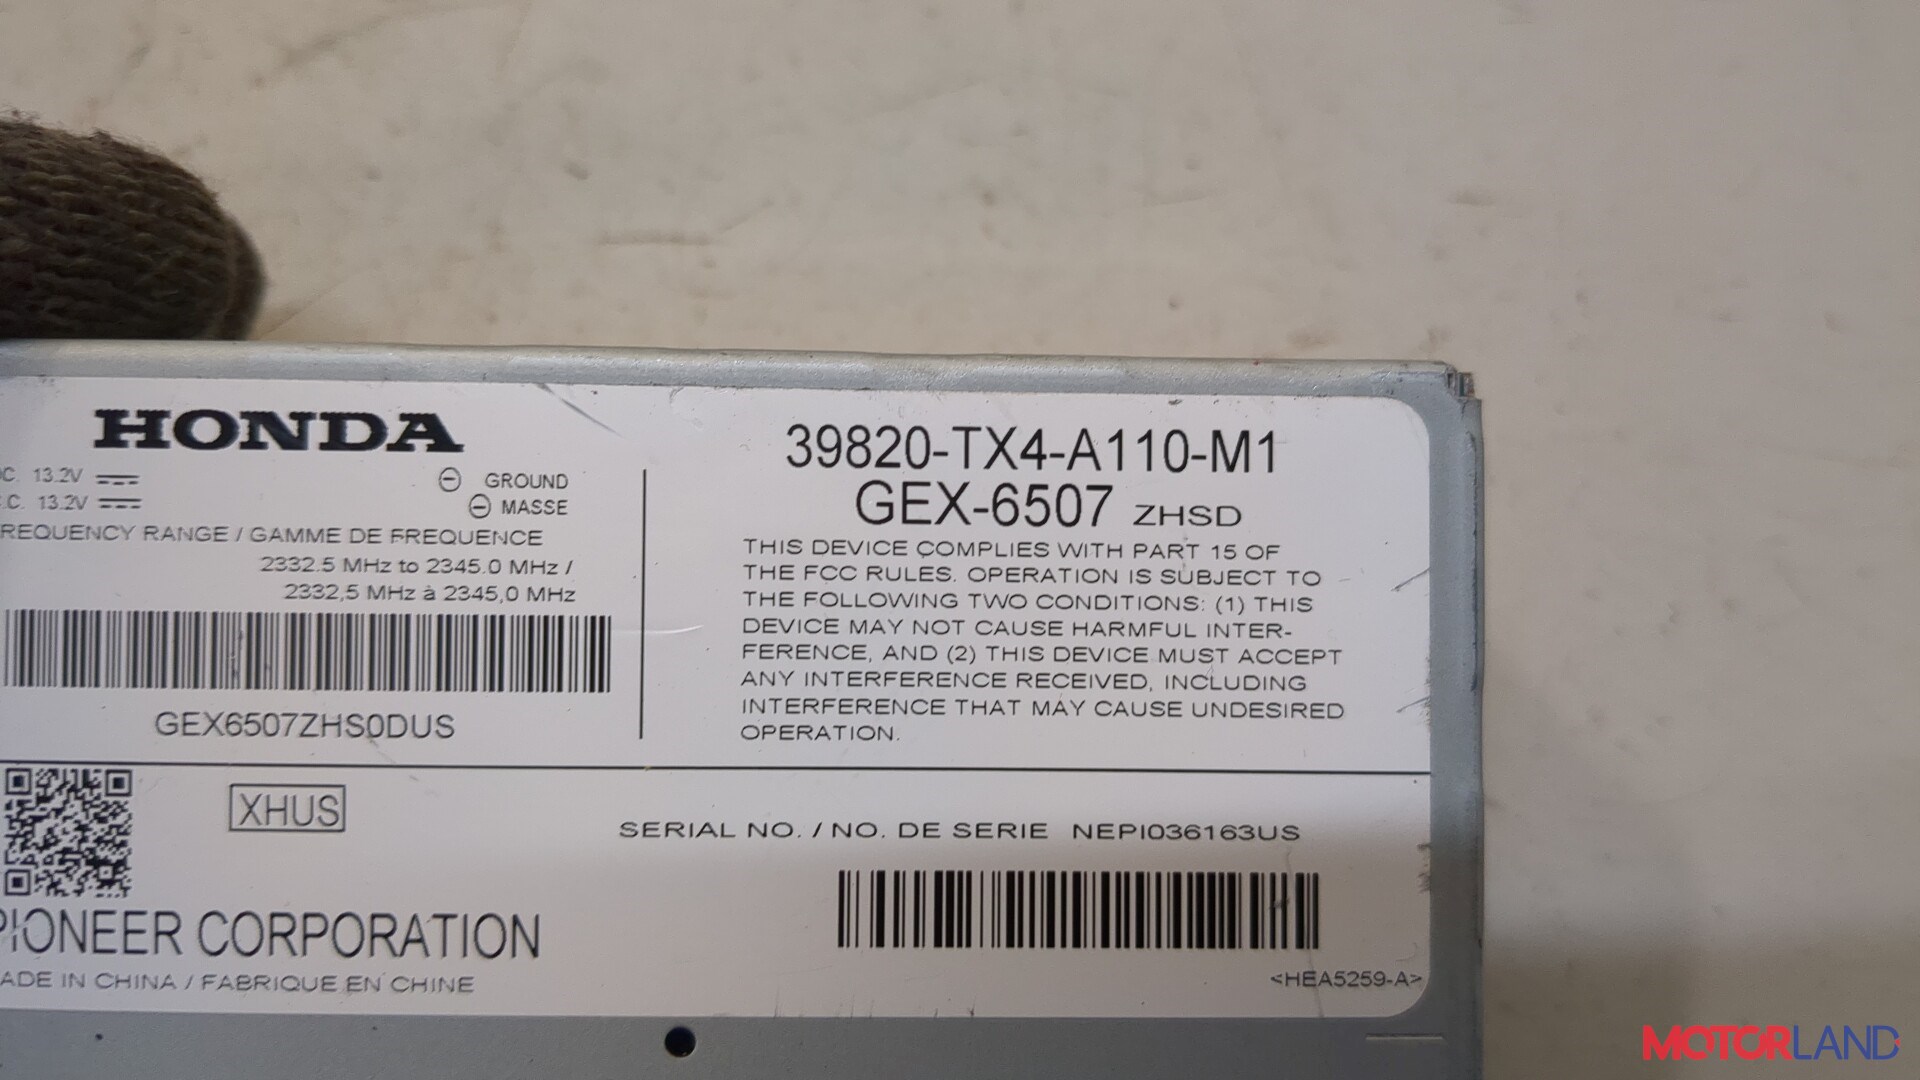 HONDA
C. 13.2V
.C. 13.2V
⊖ GROUND
⊖ MASSE
REQUENCY RANGE / GAMME DE FREQUENCE
2332.5 MHz to 2345.0 MHz /
2332,5 MHz à 2345,0 MHz
GEX6507ZHS0DUS
39820-TX4-A110-M1
GEX-6507 ZHSD
THIS DEVICE COMPLIES WITH PART 15 OF
THE FCC RULES. OPERATION IS SUBJECT TO
THE FOLLOWING TWO CONDITIONS: (1) THIS
DEVICE MAY NOT CAUSE HARMFUL INTER-
FERENCE, AND (2) THIS DEVICE MUST ACCEPT
ANY INTERFERENCE RECEIVED, INCLUDING
INTERFERENCE THAT MAY CAUSE UNDESIRED
OPERATION.
XHUS
SERIAL NO. / NO. DE SERIE NEPI036163US
PIONEER CORPORATION
ADE IN CHINA / FABRIQUE EN CHINE
<HEA5259-A>
MOTORLAND